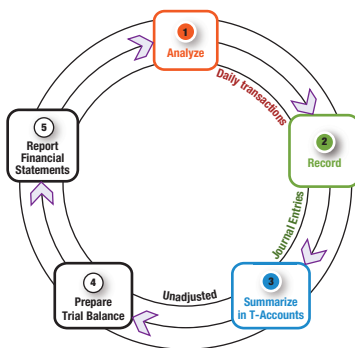 1
Analyze
Daily transactions
2
Record
Journal Entries
3
Summarize
in T-Accounts
Unadjusted
4
Prepare
Trial Balance
5
Report
Financial
Statements